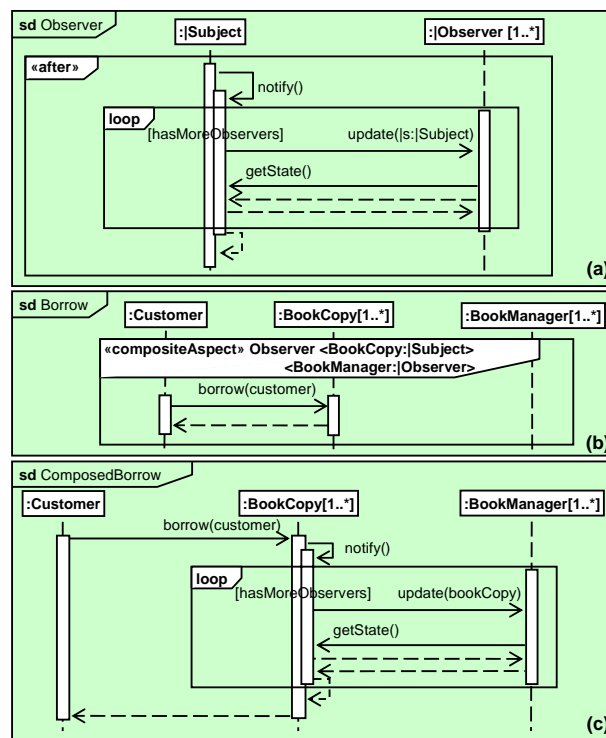 sd Observer
:|Subject
:|Observer [1..*]
«after»
notify()
loop
[hasMoreObservers]
update(|s:|Subject)
getState()
(a)
sd Borrow
:Customer
:BookCopy[1..*]
:BookManager[1..*]
«compositeAspect» Observer <BookCopy:|Subject>
<BookManager:|Observer>
borrow(customer)
(b)
sd ComposedBorrow
:Customer
:BookCopy[1..*]
:BookManager[1..*]
borrow(customer)
notify()
loop
[hasMoreObservers]
update(bookCopy)
getState()
(c)